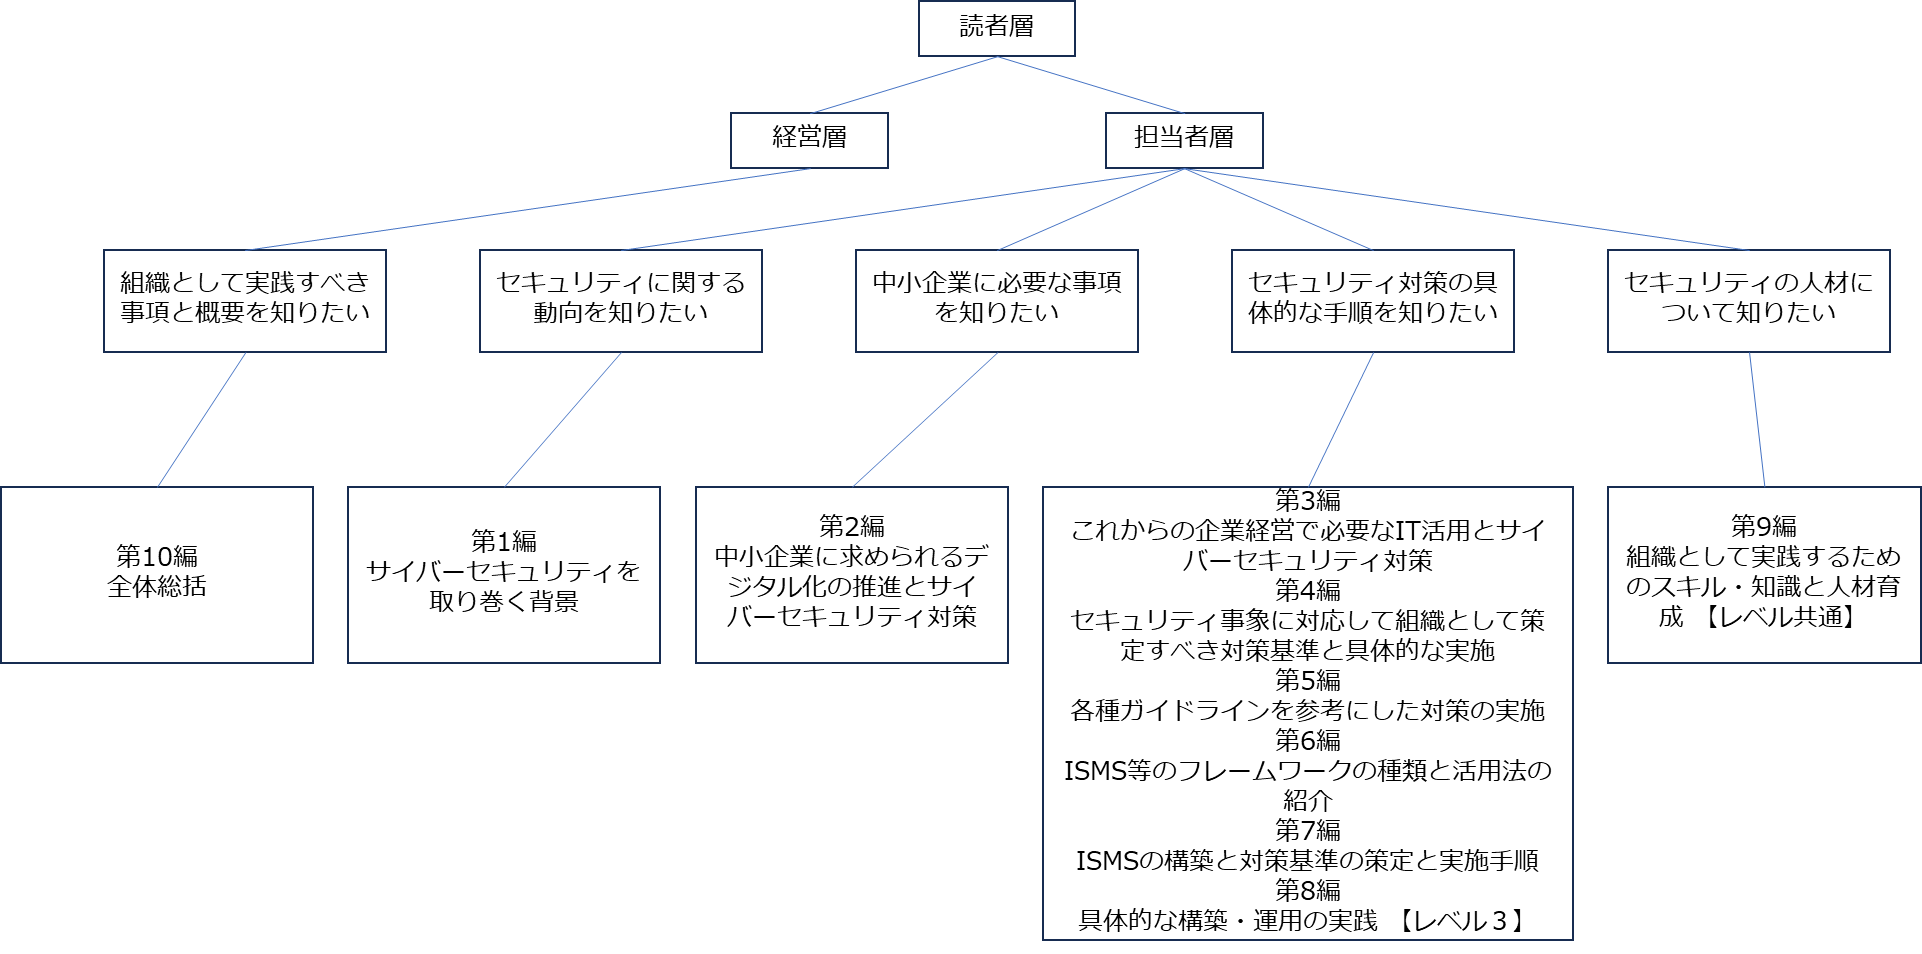 読者層
経営層
担当者層
組織として実践すべき
事項と概要を知りたい
セキュリティに関する
動向を知りたい
中小企業に必要な事項
を知りたい
セキュリティ対策の具
体的な手順を知りたい
セキュリティの人材に
ついて知りたい
第10編
全体総括
第1編
サイバーセキュリティを
取り巻く背景
第2編
中小企業に求められるデ
ジタル化の推進とサイ
バーセキュリティ対策
第3編
これからの企業経営で必要なIT活用とサイ
バーセキュリティ対策
第4編
セキュリティ事象に対応して組織として策
定すべき対策基準と具体的な実施
第5編
各種ガイドラインを参考にした対策の実施
第6編
ISMS等のフレームワークの種類と活用法の
紹介
第7編
ISMSの構築と対策基準の策定と実施手順
第8編
具体的な構築・運用の実践 【レベル３】
第9編
組織として実践するため
のスキル・知識と人材育
成 【レベル共通】